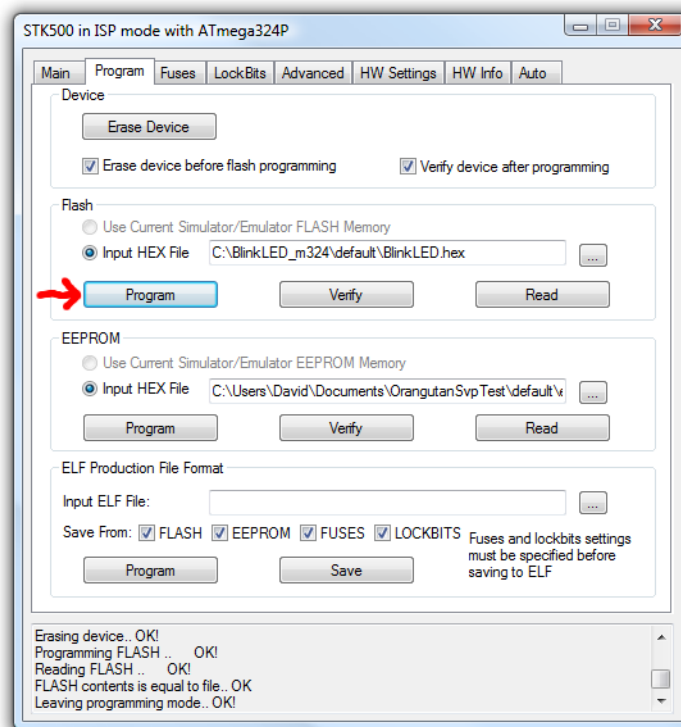 STK500 in ISP mode with ATmega324P
Main Program Fuses LockBits Advanced HW Settings HW Info Auto
Device
Erase Device
Erase device before flash programming Verify device after programming
Flash
Use Current Simulator/Emulator FLASH Memory
Input HEX File C:\BlinkLED_m324\default\BlinkLED.hex ...
Program Verify Read
EEPROM
Use Current Simulator/Emulator EEPROM Memory
Input HEX File C:\Users\David\Documents\OrangutanSvpTest\default\ ...
Program Verify Read
ELF Production File Format
Input ELF File: ...
Save From: FLASH EEPROM FUSES LOCKBITS Fuses and lockbits settings
must be specified before
saving to ELF
Program Save
Erasing device.. OK!
Programming FLASH .. OK!
Reading FLASH .. OK!
FLASH contents is equal to file.. OK
Leaving programming mode.. OK!